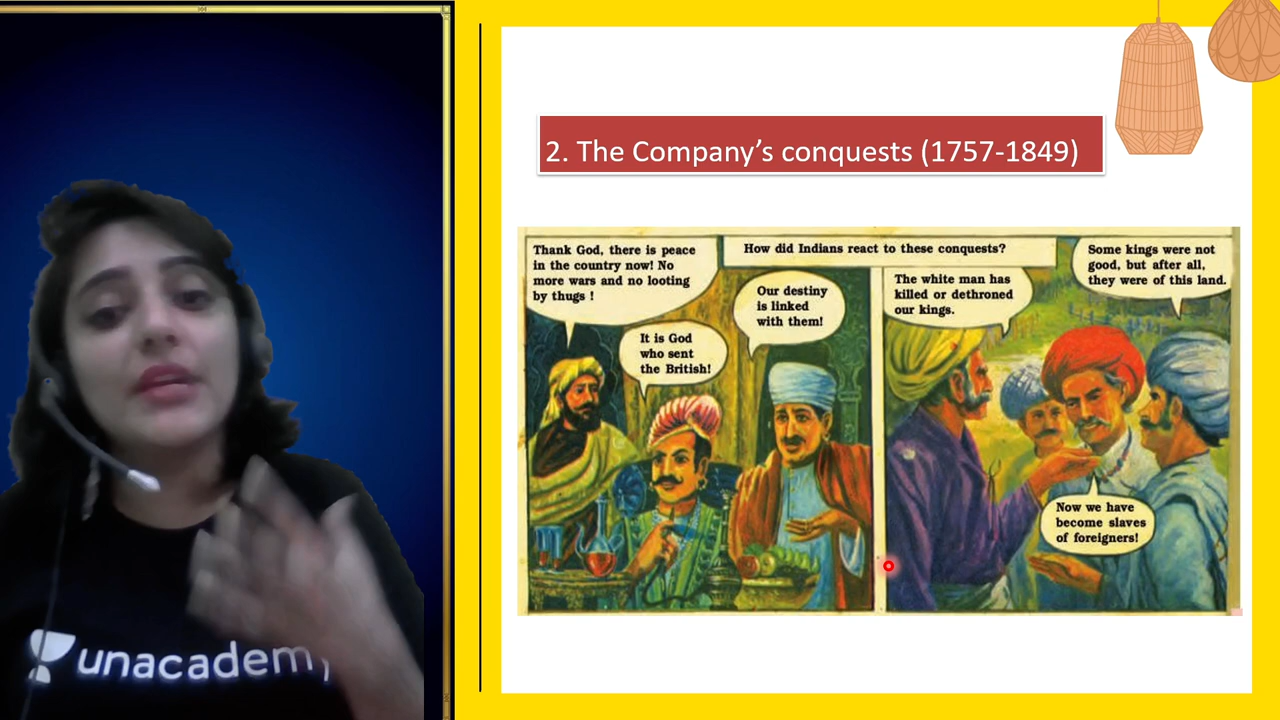 2. The Company’s conquests (1757-1849)
Thank God, there is peace
in the country now! No
more wars and no looting
by thugs !
It is God
who sent
the British!
How did Indians react to these conquests?
Our destiny
is linked
with them!
The white man has
killed or dethroned
our kings.
Some kings were not
good, but after all,
they were of this land.
Now we have
become slaves
of foreigners!
unacademy